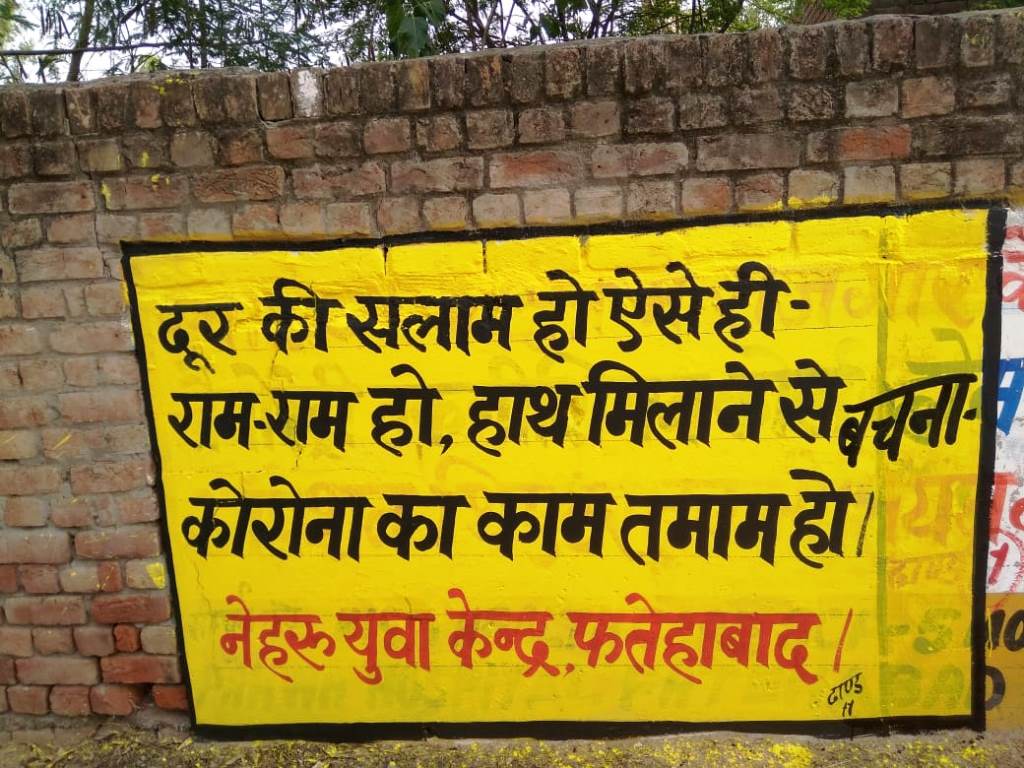 दूर की सलाम हो ऐसे ही-
राम-राम हो, हाथ मिलाने से बचना-
कोरोना का काम तमाम हो।
नेहरू युवा केन्द्र, फतेहाबाद।
ढाण्ड